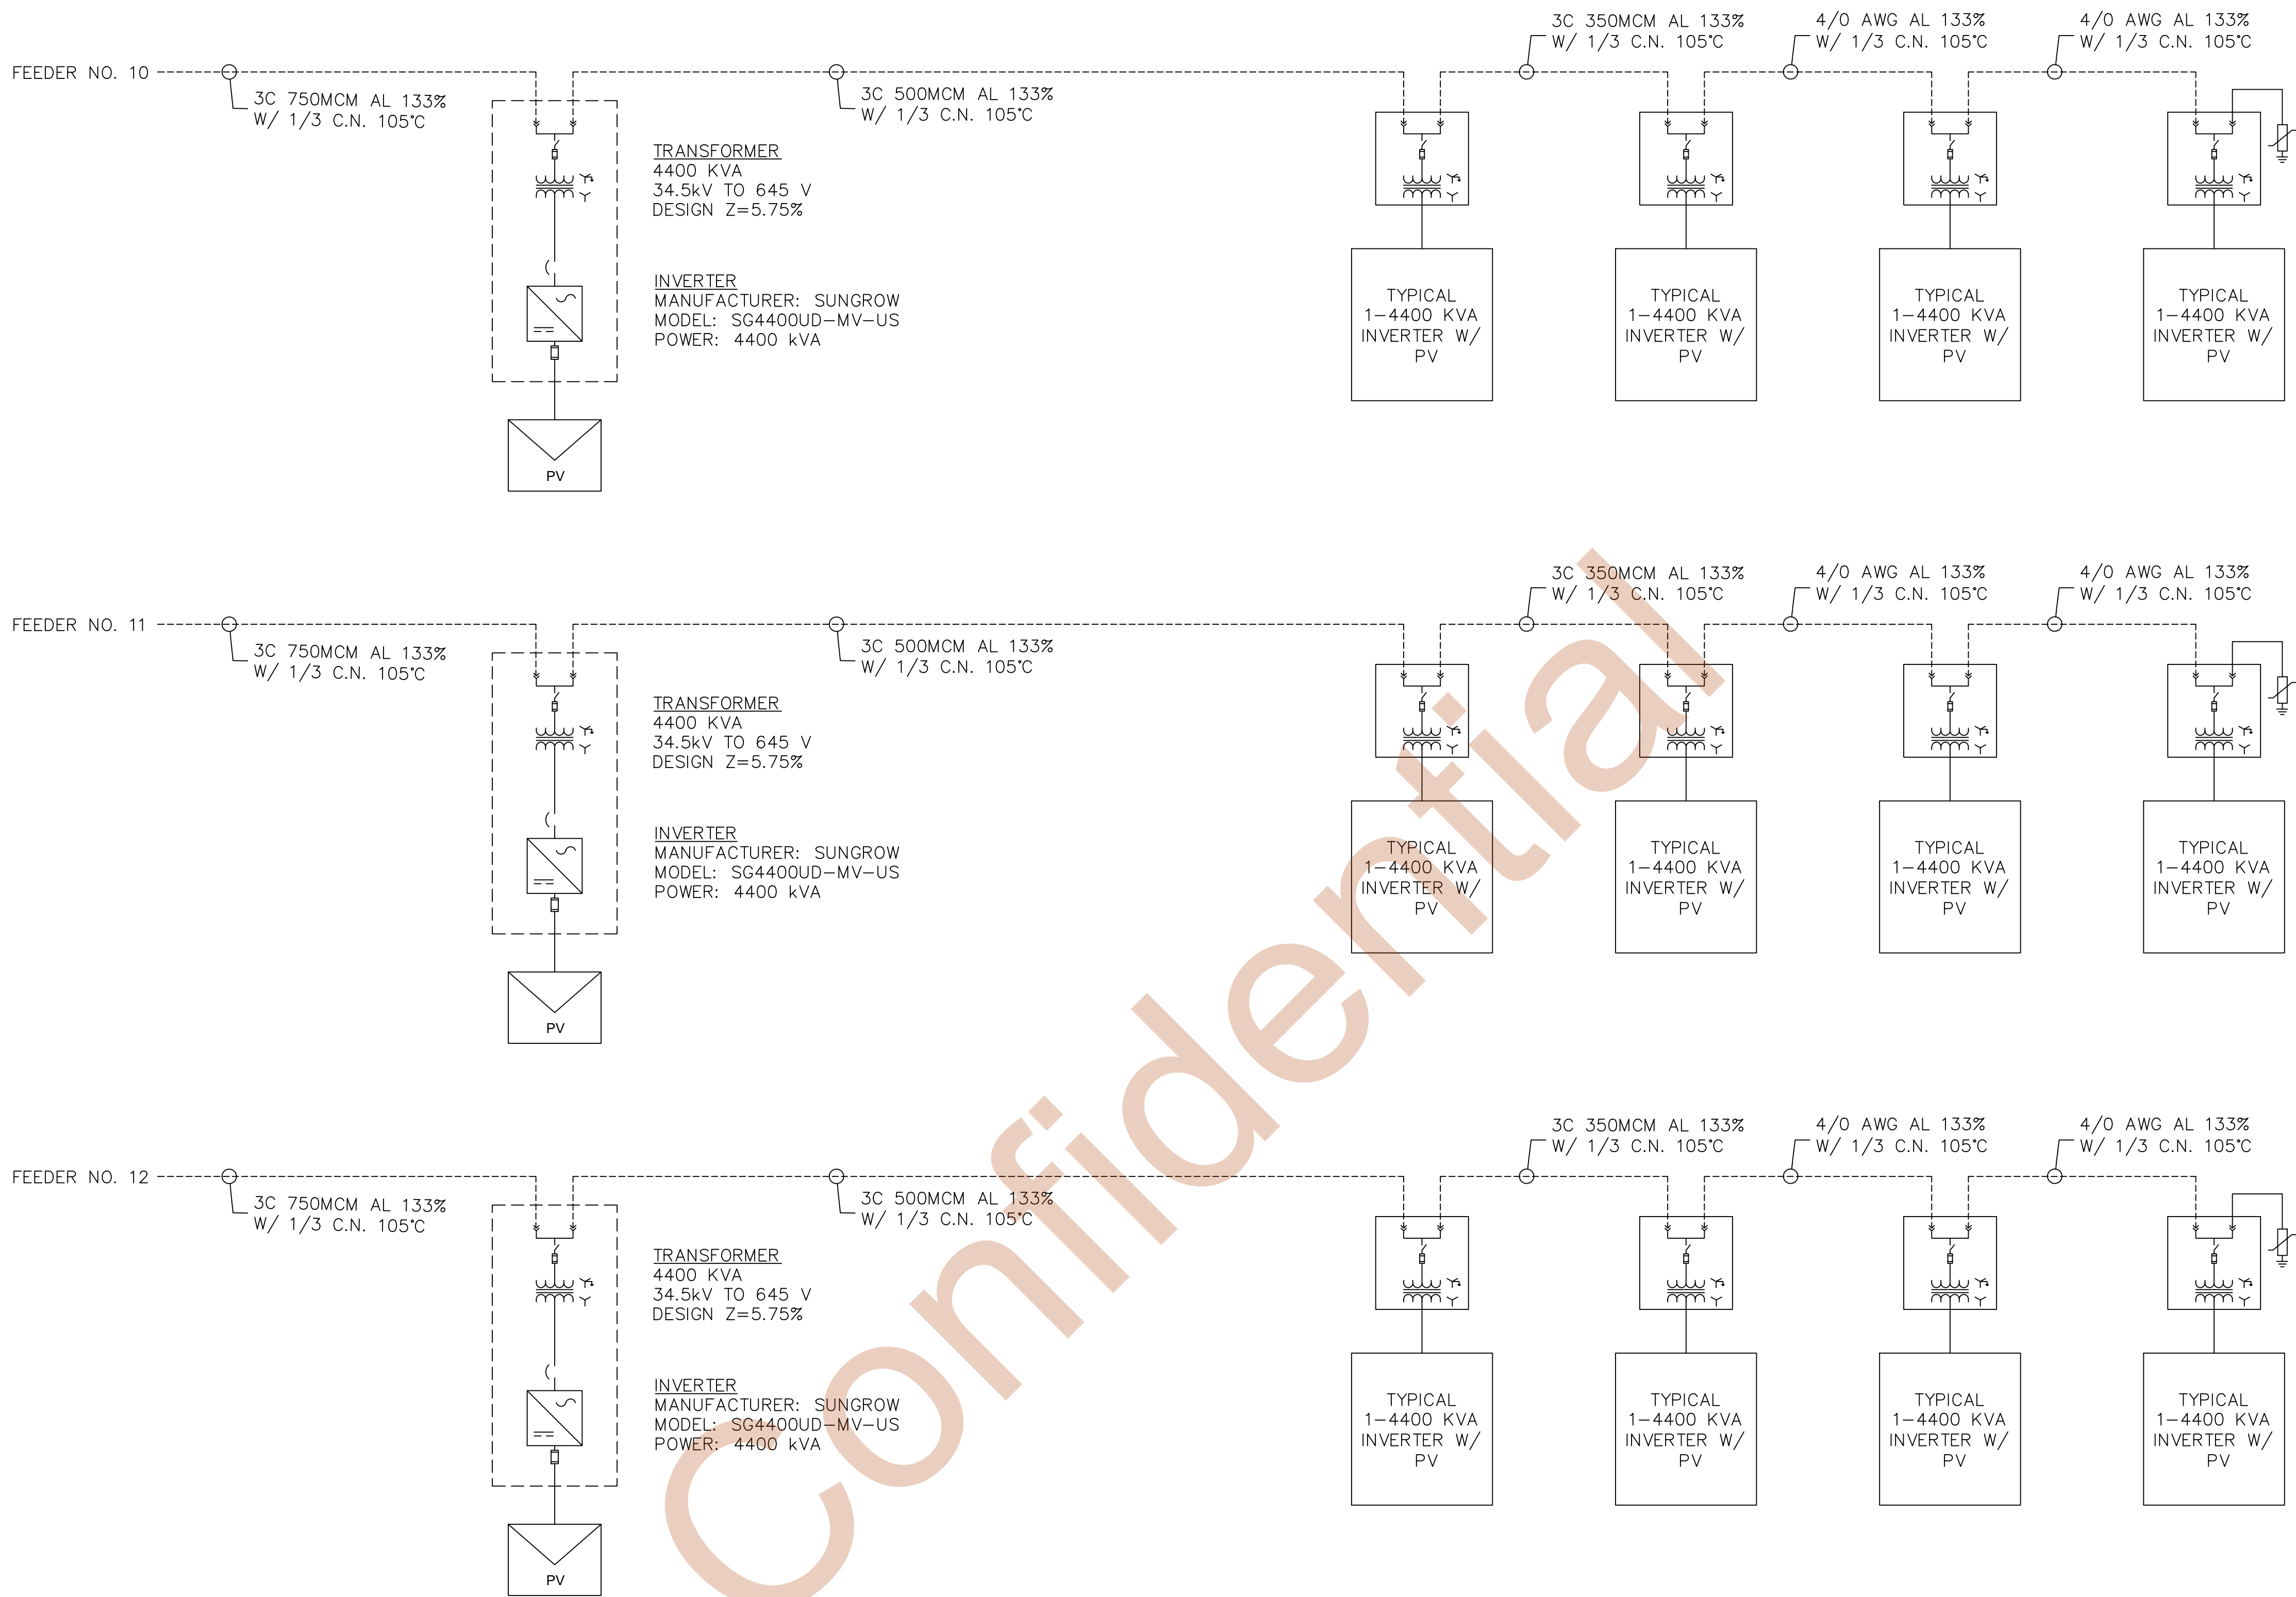 3C 350MCM AL 133%
W/ 1/3 C.N. 105°C
4/0 AWG AL 133%
W/ 1/3 C.N. 105°C
4/0 AWG AL 133%
W/ 1/3 C.N. 105°C
FEEDER NO. 10
3C 750MCM AL 133%
W/ 1/3 C.N. 105°C
3C 500MCM AL 133%
W/ 1/3 C.N. 105°C
TRANSFORMER
4400 KVA
34.5kV TO 645 V
DESIGN Z=5.75%
INVERTER
MANUFACTURER: SUNGROW
MODEL: SG4400UD-MV-US
POWER: 4400 kVA
PV
TYPICAL
1-4400 KVA
INVERTER W/
PV
TYPICAL
1-4400 KVA
INVERTER W/
PV
TYPICAL
1-4400 KVA
INVERTER W/
PV
TYPICAL
1-4400 KVA
INVERTER W/
PV
3C 350MCM AL 133%
W/ 1/3 C.N. 105°C
4/0 AWG AL 133%
W/ 1/3 C.N. 105°C
4/0 AWG AL 133%
W/ 1/3 C.N. 105°C
FEEDER NO. 11
3C 750MCM AL 133%
W/ 1/3 C.N. 105°C
3C 500MCM AL 133%
W/ 1/3 C.N. 105°C
TRANSFORMER
4400 KVA
34.5kV TO 645 V
DESIGN Z=5.75%
INVERTER
MANUFACTURER: SUNGROW
MODEL: SG4400UD-MV-US
POWER: 4400 kVA
PV
TYPICAL
1-4400 KVA
INVERTER W/
PV
TYPICAL
1-4400 KVA
INVERTER W/
PV
TYPICAL
1-4400 KVA
INVERTER W/
PV
TYPICAL
1-4400 KVA
INVERTER W/
PV
3C 350MCM AL 133%
W/ 1/3 C.N. 105°C
4/0 AWG AL 133%
W/ 1/3 C.N. 105°C
4/0 AWG AL 133%
W/ 1/3 C.N. 105°C
FEEDER NO. 12
3C 750MCM AL 133%
W/ 1/3 C.N. 105°C
3C 500MCM AL 133%
W/ 1/3 C.N. 105°C
TRANSFORMER
4400 KVA
34.5kV TO 645 V
DESIGN Z=5.75%
INVERTER
MANUFACTURER: SUNGROW
MODEL: SG4400UD-MV-US
POWER: 4400 kVA
PV
TYPICAL
1-4400 KVA
INVERTER W/
PV
TYPICAL
1-4400 KVA
INVERTER W/
PV
TYPICAL
1-4400 KVA
INVERTER W/
PV
TYPICAL
1-4400 KVA
INVERTER W/
PV
Confidential